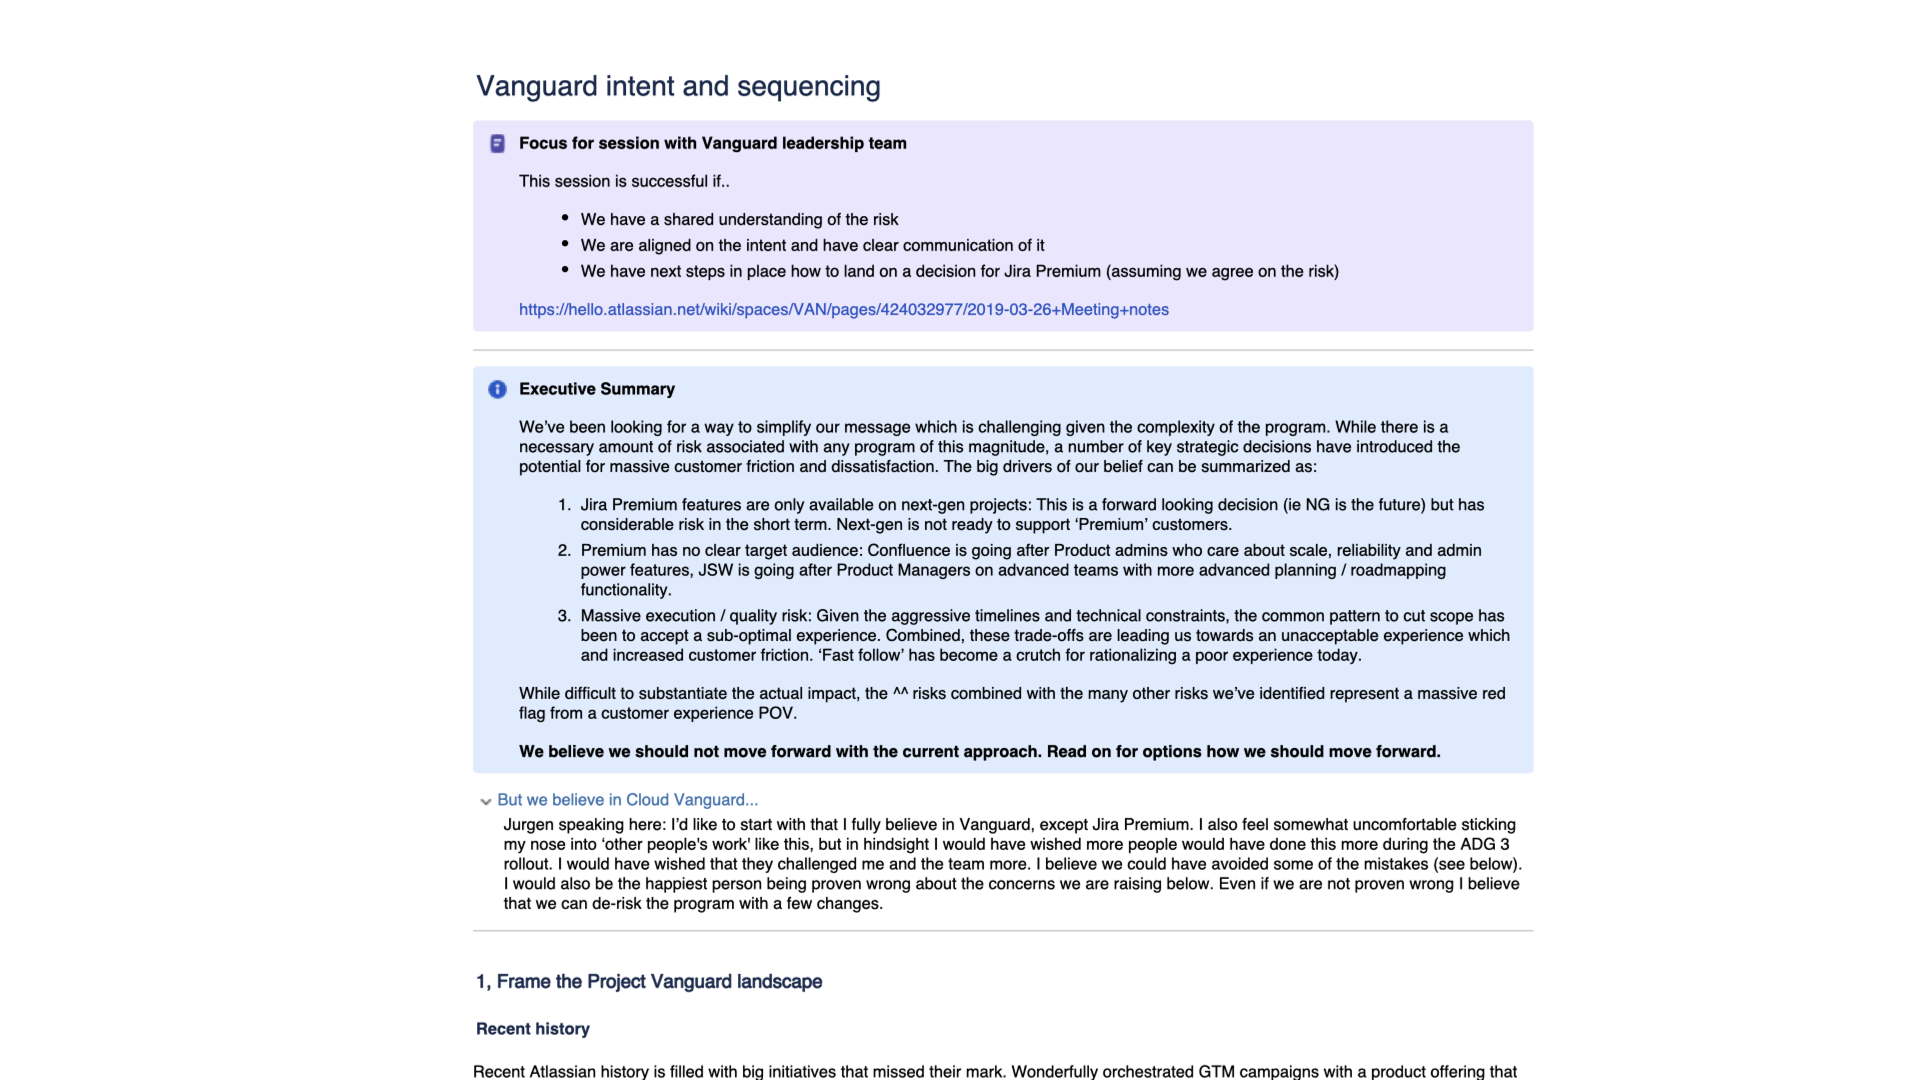 Vanguard intent and sequencing
Focus for session with Vanguard leadership team
This session is successful if..
• We have a shared understanding of the risk
• We are aligned on the intent and have clear communication of it
• We have next steps in place how to land on a decision for Jira Premium (assuming we agree on the risk)
https://hello.atlassian.net/wiki/spaces/VAN/pages/424032977/2019-03-26+Meeting+notes
Executive Summary
We've been looking for a way to simplify our message which is challenging given the complexity of the program. While there is a
necessary amount of risk associated with any program of this magnitude, a number of key strategic decisions have introduced the
potential for massive customer friction and dissatisfaction. The big drivers of our belief can be summarized as:
1. Jira Premium features are only available on next-gen projects: This is a forward looking decision (ie NG is the future) but has
considerable risk in the short term. Next-gen is not ready to support ‘Premium’ customers.
2. Premium has no clear target audience: Confluence is going after Product admins who care about scale, reliability and admin
power features, JSW is going after Product Managers on advanced teams with more advanced planning / roadmapping
functionality.
3. Massive execution / quality risk: Given the aggressive timelines and technical constraints, the common pattern to cut scope has
been to accept a sub-optimal experience. Combined, these trade-offs are leading us towards an unacceptable experience which
and increased customer friction. ‘Fast follow’ has become a crutch for rationalizing a poor experience today.
While difficult to substantiate the actual impact, the ^^ risks combined with the many other risks we've identified represent a massive red
flag from a customer experience POV.
We believe we should not move forward with the current approach. Read on for options how we should move forward.
But we believe in Cloud Vanguard...
Jurgen speaking here: I'd like to start with that I fully believe in Vanguard, except Jira Premium. I also feel somewhat uncomfortable sticking
my nose into ‘other people's work' like this, but in hindsight I would have wished more people would have done this more during the ADG 3
rollout. I would have wished that they challenged me and the team more. I believe we could have avoided some of the mistakes (see below).
I would also be the happiest person being proven wrong about the concerns we are raising below. Even if we are not proven wrong I believe
that we can de-risk the program with a few changes.
1, Frame the Project Vanguard landscape
Recent history
Recent Atlassian history is filled with big initiatives that missed their mark. Wonderfully orchestrated GTM campaigns with a product offering that